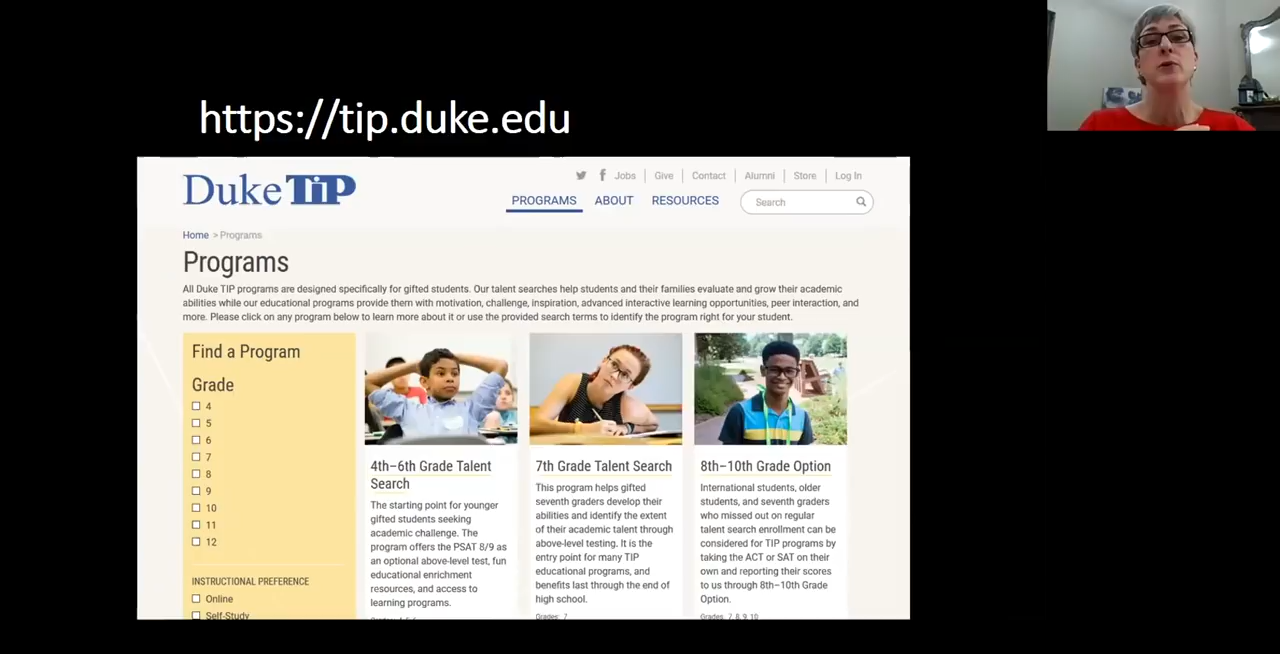 https://tip.duke.edu
Duke TiP
Jobs
Give
Contact
Alumni
Store
Log In
PROGRAMS
ABOUT
RESOURCES
Search
Home > Programs
Programs
All Duke TIP programs are designed specifically for gifted students. Our talent searches help students and their families evaluate and grow their academic
abilities while our educational programs provide them with motivation, challenge, inspiration, advanced interactive learning opportunities, peer interaction, and
more. Please click on any program below to learn more about it or use the provided search terms to identify the program right for your student.
Find a Program
Grade
4
5
6
7
8
9
10
11
12
INSTRUCTIONAL PREFERENCE
Online
Self-Study
4th–6th Grade Talent
Search
The starting point for younger
gifted students seeking
academic challenge. The
program offers the PSAT 8/9 as
an optional above-level test, fun
educational enrichment
resources, and access to
learning programs.
7th Grade Talent Search
This program helps gifted
seventh graders develop their
abilities and identify the extent
of their academic talent through
above-level testing. It is the
entry point for many TIP
educational programs, and
benefits last through the end of
high school.
Grades: 7
8th–10th Grade Option
International students, older
students, and seventh graders
who missed out on regular
talent search enrollment can be
considered for TIP programs by
taking the ACT or SAT on their
own and reporting their scores
to us through 8th–10th Grade
Option.
Grades: 7, 8, 9, 10